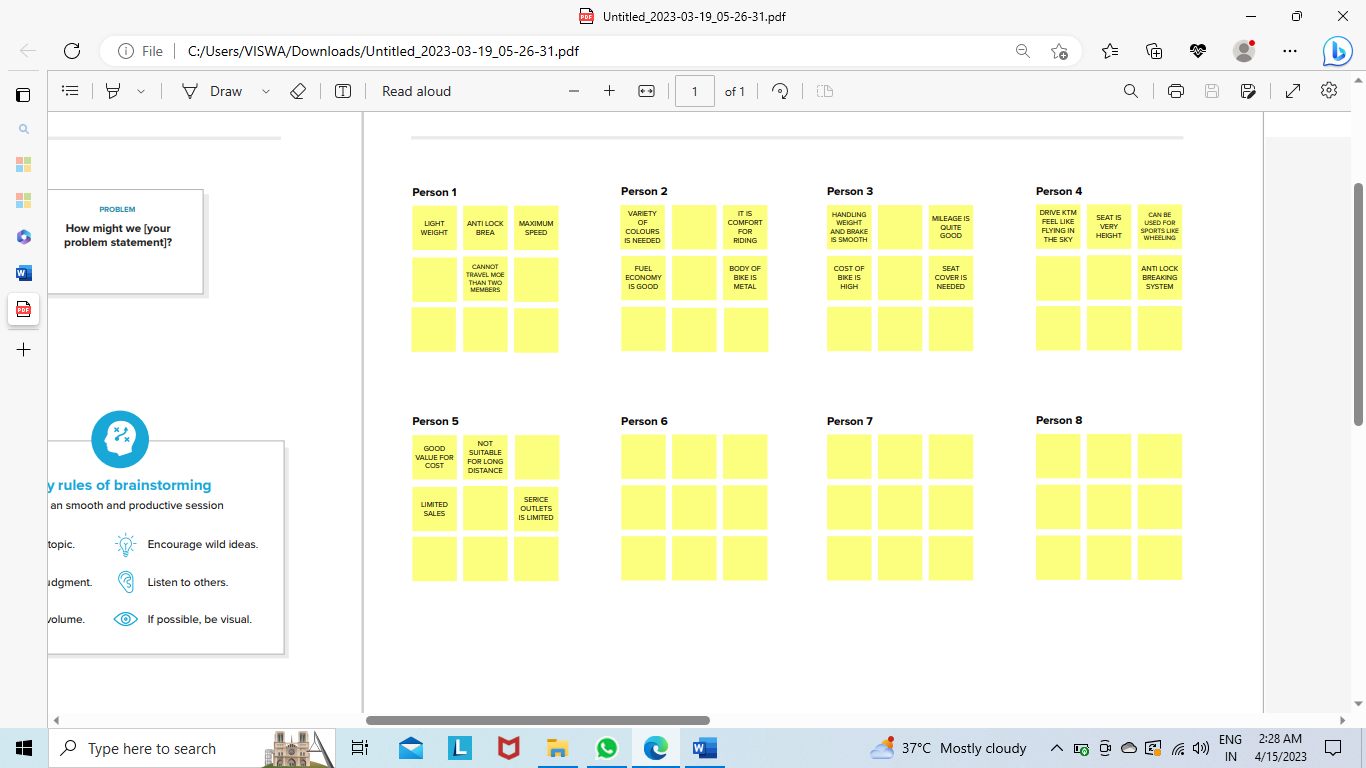 Untitled_2023-03-19_05-26-31.pdf
File
C:/Users/VISWA/Downloads/Untitled_2023-03-19_05-26-31.pdf
Draw
Read aloud
1
of 1
PROBLEM
How might we [your
problem statement]?
y rules of brainstorming
an smooth and productive session
topic.
Encourage wild ideas.
udgment.
Listen to others.
volume.
If possible, be visual.
Person 1
LIGHT
WEIGHT
ANTI LOCK
BREA
MAXIMUM
SPEED
CANNOT
TRAVEL MOE
THAN TWO
MEMBERS
Person 2
VARIETY
OF
COLOURS
IS NEEDED
IT IS
COMFORT
FOR
RIDING
FUEL
ECONOMY
IS GOOD
BODY OF
BIKE IS
METAL
Person 3
HANDLING
WEIGHT
AND BRAKE
IS SMOOTH
MILEAGE IS
QUITE
GOOD
COST OF
BIKE IS
HIGH
SEAT
COVER IS
NEEDED
Person 4
DRIVE KTM
FEEL LIKE
FLYING IN
THE SKY
SEAT IS
VERY
HEIGHT
CAN BE
USED FOR
SPORTS LIKE
WHEELING
ANTI LOCK
BREAKING
SYSTEM
Person 5
GOOD
VALUE FOR
COST
NOT
SUITABLE
FOR LONG
DISTANCE
LIMITED
SALES
SERICE
OUTLETS
IS LIMITED
Person 6
Person 7
Person 8
Type here to search
37°C Mostly cloudy
ENG
IN
2:28 AM
4/15/2023